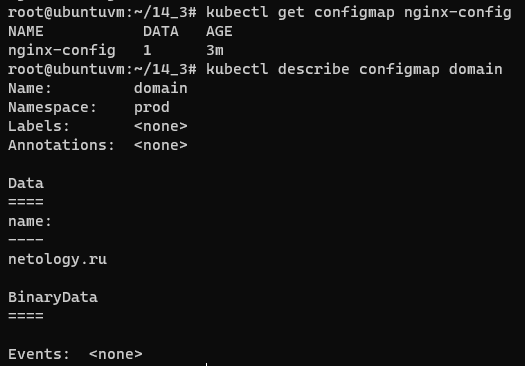 root@ubuntuvm:~/14_3# kubectl get configmap nginx-config
NAME           DATA   AGE
nginx-config   1      3m
root@ubuntuvm:~/14_3# kubectl describe configmap domain
Name:         domain
Namespace:    prod
Labels:       <none>
Annotations:  <none>

Data
====
name:
----
netology.ru

BinaryData
====

Events:  <none>